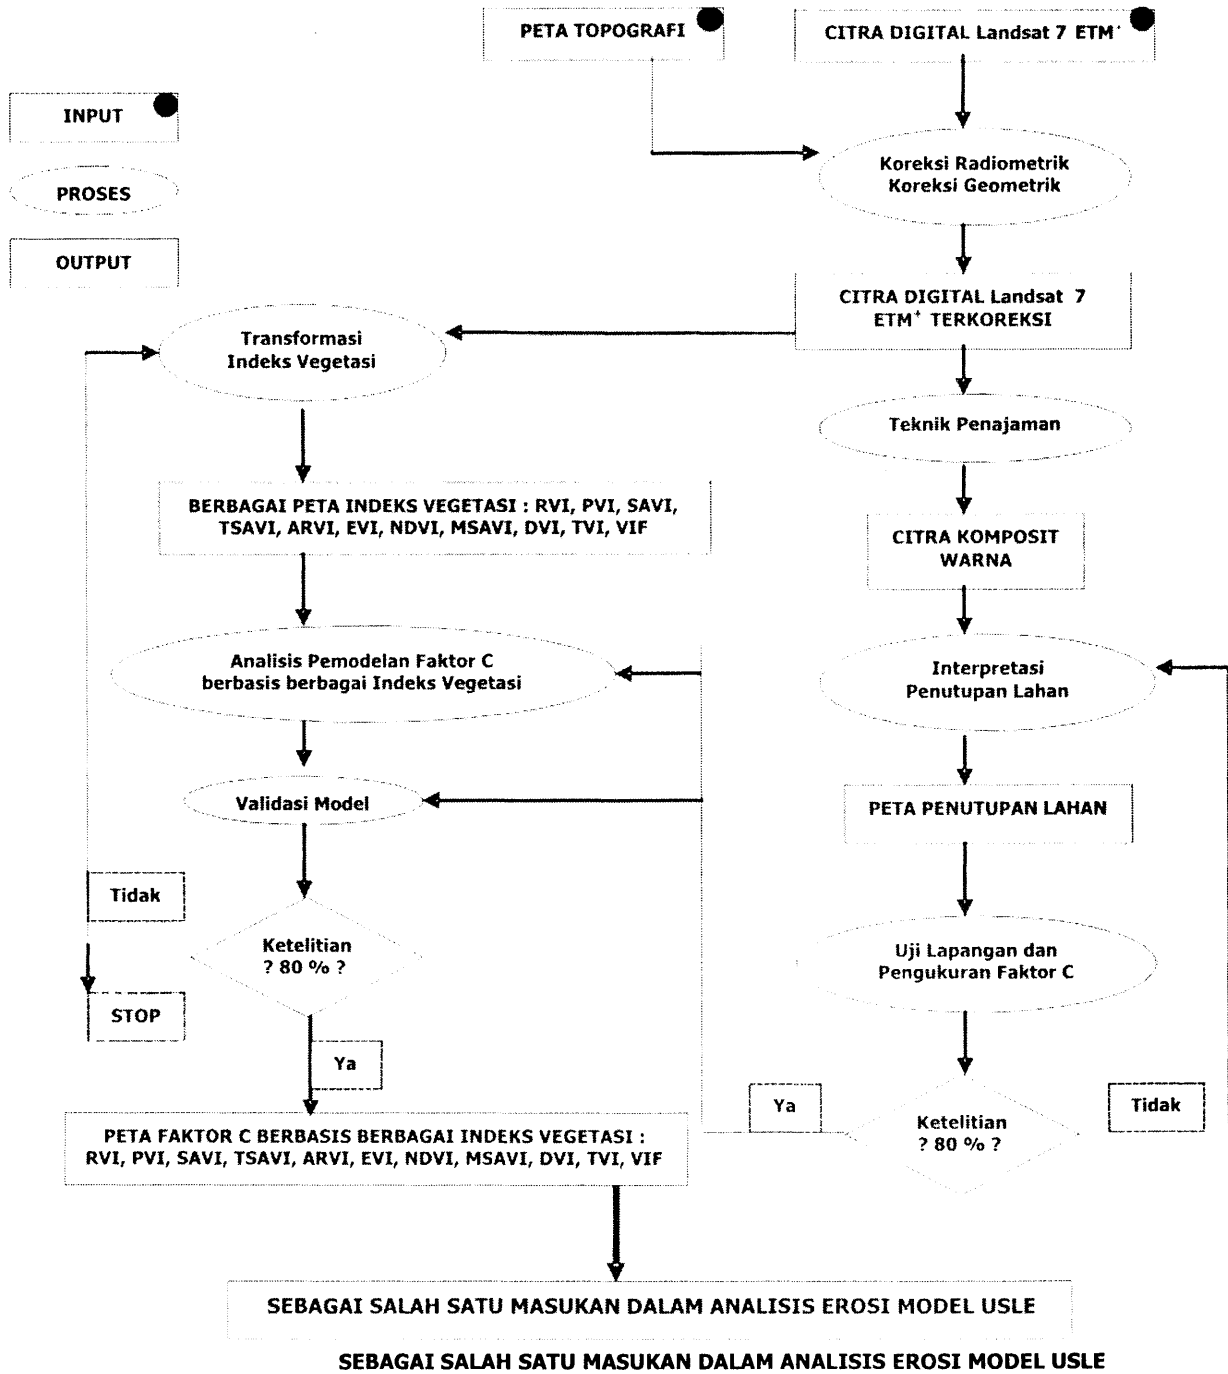 PETA TOPOGRAFI
CITRA DIGITAL Landsat 7 ETM⁺
INPUT
PROSES
OUTPUT
Koreksi Radiometrik
Koreksi Geometrik
CITRA DIGITAL Landsat 7
ETM⁺ TERKOREKSI
Transformasi
Indeks Vegetasi
Teknik Penajaman
BERBAGAI PETA INDEKS VEGETASI : RVI, PVI, SAVI,
TSAVI, ARVI, EVI, NDVI, MSAVI, DVI, TVI, VIF
CITRA KOMPOSIT
WARNA
Analisis Pemodelan Faktor C
berbasis berbagai Indeks Vegetasi
Interpretasi
Penutupan Lahan
Validasi Model
PETA PENUTUPAN LAHAN
Tidak
Ketelitian
? 80 % ?
Uji Lapangan dan
Pengukuran Faktor C
STOP
Ya
Ya
Ketelitian
? 80 % ?
Tidak
PETA FAKTOR C BERBASIS BERBAGAI INDEKS VEGETASI :
RVI, PVI, SAVI, TSAVI, ARVI, EVI, NDVI, MSAVI, DVI, TVI, VIF
SEBAGAI SALAH SATU MASUKAN DALAM ANALISIS EROSI MODEL USLE
SEBAGAI SALAH SATU MASUKAN DALAM ANALISIS EROSI MODEL USLE